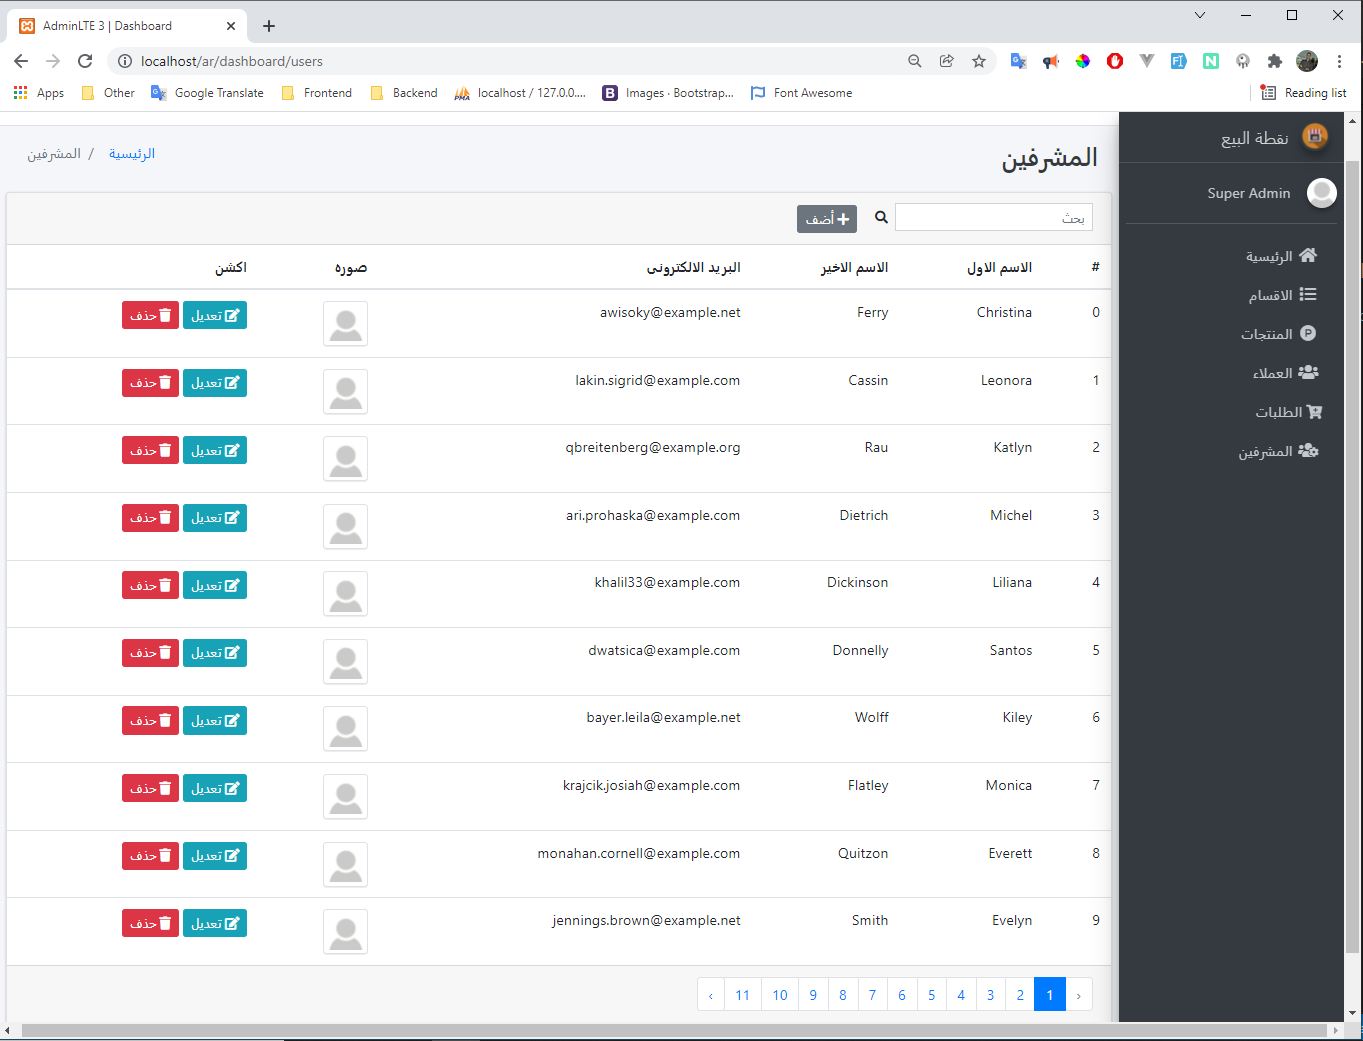 AdminLTE 3 | Dashboard
localhost/ar/dashboard/users
Apps Other Google Translate Frontend Backend localhost / 127.0.0.... Images · Bootstrap... Font Awesome Reading list
نقطة البيع
Super Admin
الرئيسية
الاقسام
المنتجات
العملاء
الطلبات
المشرفين
المشرفين
الرئيسية / المشرفين
بحث أضف
# الاسم الاول الاسم الاخير البريد الالكترونى صوره اكشن
0 Christina Ferry awisoky@example.net تعديل حذف
1 Leonora Cassin lakin.sigrid@example.com تعديل حذف
2 Katlyn Rau qbreitenberg@example.org تعديل حذف
3 Michel Dietrich ari.prohaska@example.com تعديل حذف
4 Liliana Dickinson khalil33@example.com تعديل حذف
5 Santos Donnelly dwatsica@example.com تعديل حذف
6 Kiley Wolff bayer.leila@example.net تعديل حذف
7 Monica Flatley krajcik.josiah@example.com تعديل حذف
8 Everett Quitzon monahan.cornell@example.com تعديل حذف
9 Evelyn Smith jennings.brown@example.net تعديل حذف
‹ 1 2 3 4 5 6 7 8 9 10 11 ›